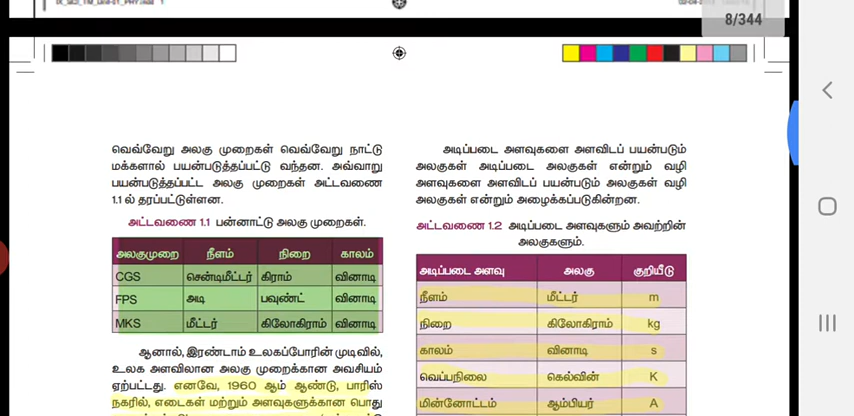 8/344
வெவ்வேறு அலகு முறைகள் வெவ்வேறு நாட்டு
மக்களால் பயன்படுத்தப்பட்டு வந்தன. அவ்வாறு
பயன்படுத்தப்பட்ட அலகு முறைகள் அட்டவணை
1.1 ல் தரப்பட்டுள்ளன.
அட்டவணை 1.1 பன்னாட்டு அலகு முறைகள்.
அலகுமுறை நீளம் நிறை காலம்
CGS சென்டிமீட்டர் கிராம் வினாடி
FPS அடி பவுண்ட் வினாடி
MKS மீட்டர் கிலோகிராம் வினாடி
ஆனால், இரண்டாம் உலகப்போரின் முடிவில்,
உலக அளவிலான அலகு முறைக்கான அவசியம்
ஏற்பட்டது. எனவே, 1960 ஆம் ஆண்டு, பாரிஸ்
நகரில், எடைகள் மற்றும் அளவுகளுக்கான பொது
அடிப்படை அளவுகளை அளவிடப் பயன்படும்
அலகுகள் அடிப்படை அலகுகள் என்றும் வழி
அளவுகளை அளவிடப் பயன்படும் அலகுகள் வழி
அலகுகள் என்றும் அழைக்கப்படுகின்றன.
அட்டவணை 1.2 அடிப்படை அளவுகளும் அவற்றின்
அலகுகளும்.
அடிப்படை அளவு அலகு குறியீடு
நீளம் மீட்டர் m
நிறை கிலோகிராம் kg
காலம் வினாடி s
வெப்பநிலை கெல்வின் K
மின்னோட்டம் ஆம்பியர் A